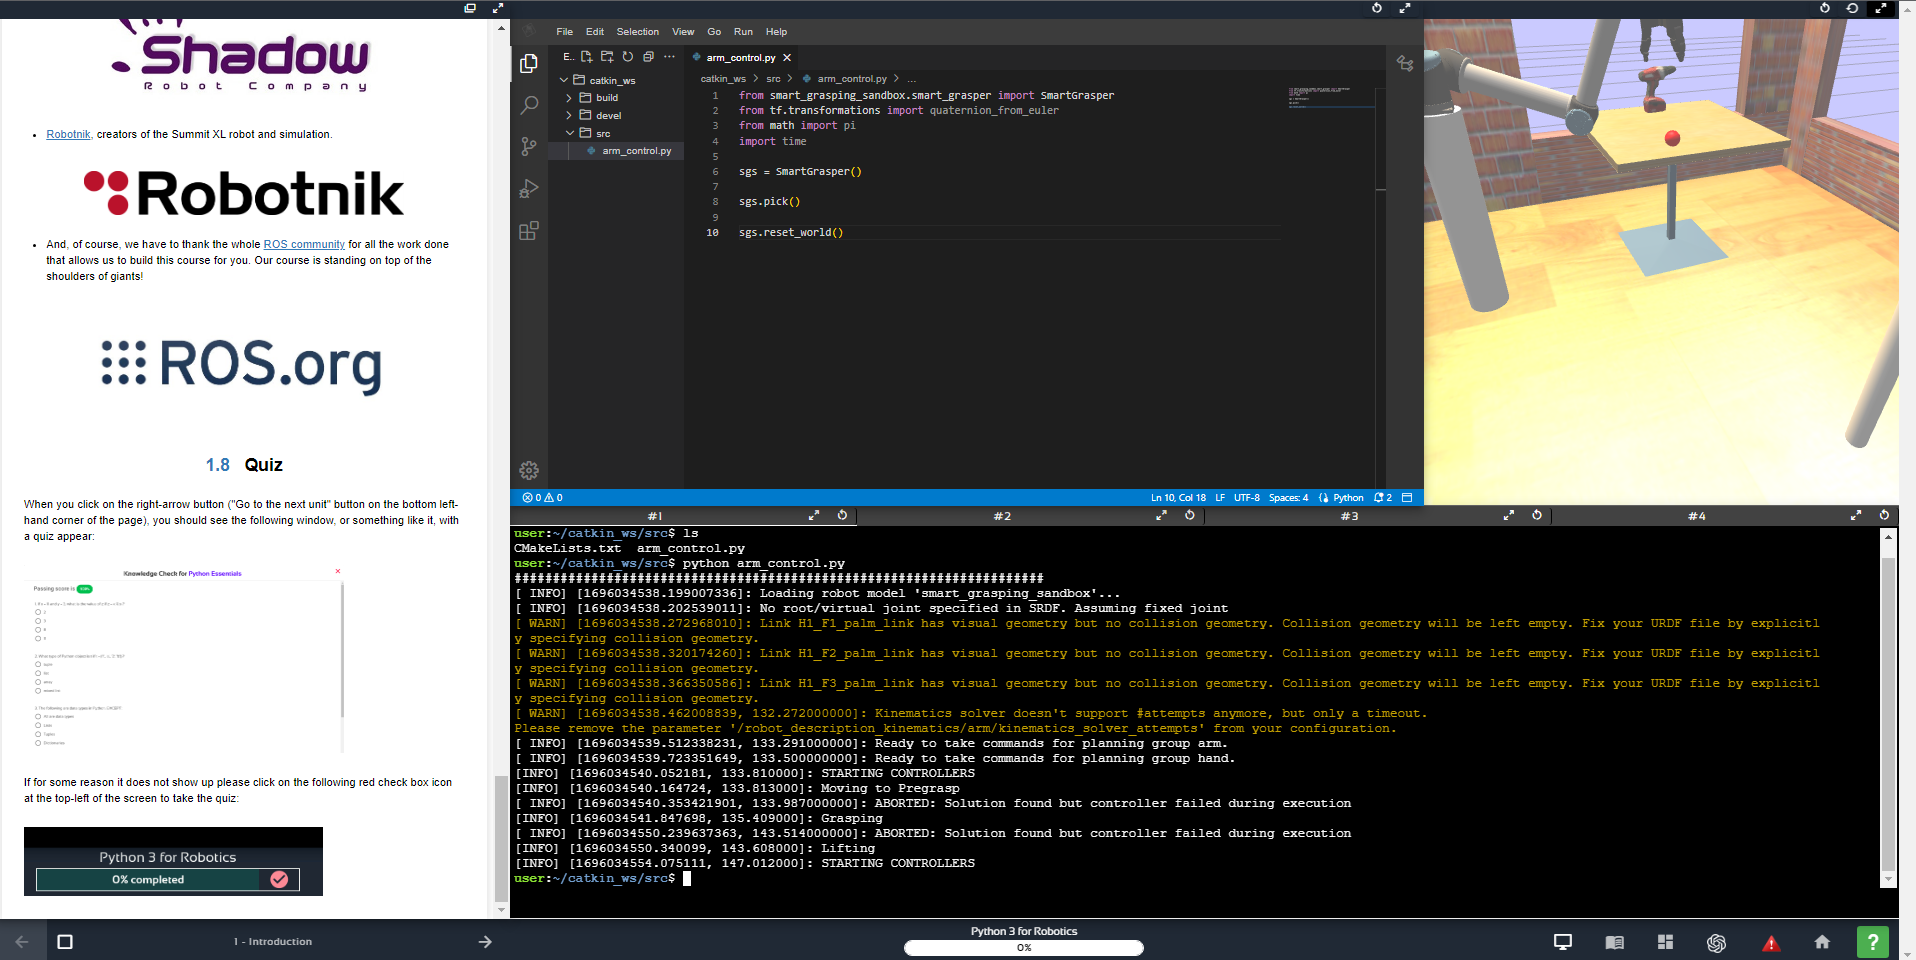 Shadow
Robot Company
Robotnik, creators of the Summit XL robot and simulation.
Robotnik
And, of course, we have to thank the whole ROS community for all the work done
that allows us to build this course for you. Our course is standing on top of the
shoulders of giants!
ROS.org
1.8 Quiz
When you click on the right-arrow button ("Go to the next unit" button on the bottom left-
hand corner of the page), you should see the following window, or something like it, with
a quiz appear:
Knowledge Check for Python Essentials
Passing score is
If for some reason it does not show up please click on the following red check box icon
at the top-left of the screen to take the quiz:
Python 3 for Robotics
0% completed
File Edit Selection View Go Run Help
E..
catkin_ws
build
devel
src
arm_control.py
arm_control.py
catkin_ws > src > arm_control.py > ...
1 from smart_grasping_sandbox.smart_grasper import SmartGrasper
2 from tf.transformations import quaternion_from_euler
3 from math import pi
4 import time
5
6 sgs = SmartGrasper()
7
8 sgs.pick()
9
10 sgs.reset_world()
0 0
Ln 10, Col 18 LF UTF-8 Spaces: 4 Python 2
#1 #2 #3 #4
user:~/catkin_ws/src$ ls
CMakeLists.txt arm_control.py
user:~/catkin_ws/src$ python arm_control.py
#####################################################################
[ INFO] [1696034538.199007336]: Loading robot model 'smart_grasping_sandbox'...
[ INFO] [1696034538.202539011]: No root/virtual joint specified in SRDF. Assuming fixed joint
[ WARN] [1696034538.272968010]: Link H1_F1_palm_link has visual geometry but no collision geometry. Collision geometry will be left empty. Fix your URDF file by explicitl
y specifying collision geometry.
[ WARN] [1696034538.320174260]: Link H1_F2_palm_link has visual geometry but no collision geometry. Collision geometry will be left empty. Fix your URDF file by explicitl
y specifying collision geometry.
[ WARN] [1696034538.366350586]: Link H1_F3_palm_link has visual geometry but no collision geometry. Collision geometry will be left empty. Fix your URDF file by explicitl
y specifying collision geometry.
[ WARN] [1696034538.462008839, 132.272000000]: Kinematics solver doesn't support #attempts anymore, but only a timeout.
Please remove the parameter '/robot_description_kinematics/arm/kinematics_solver_attempts' from your configuration.
[ INFO] [1696034539.512338231, 133.291000000]: Ready to take commands for planning group arm.
[ INFO] [1696034539.723351649, 133.500000000]: Ready to take commands for planning group hand.
[INFO] [1696034540.052181, 133.810000]: STARTING CONTROLLERS
[INFO] [1696034540.164724, 133.813000]: Moving to Pregrasp
[ INFO] [1696034540.353421901, 133.987000000]: ABORTED: Solution found but controller failed during execution
[INFO] [1696034541.847698, 135.409000]: Grasping
[ INFO] [1696034550.239637363, 143.514000000]: ABORTED: Solution found but controller failed during execution
[INFO] [1696034550.340099, 143.608000]: Lifting
[INFO] [1696034554.075111, 147.012000]: STARTING CONTROLLERS
user:~/catkin_ws/src$
1 - Introduction
Python 3 for Robotics
0%
?